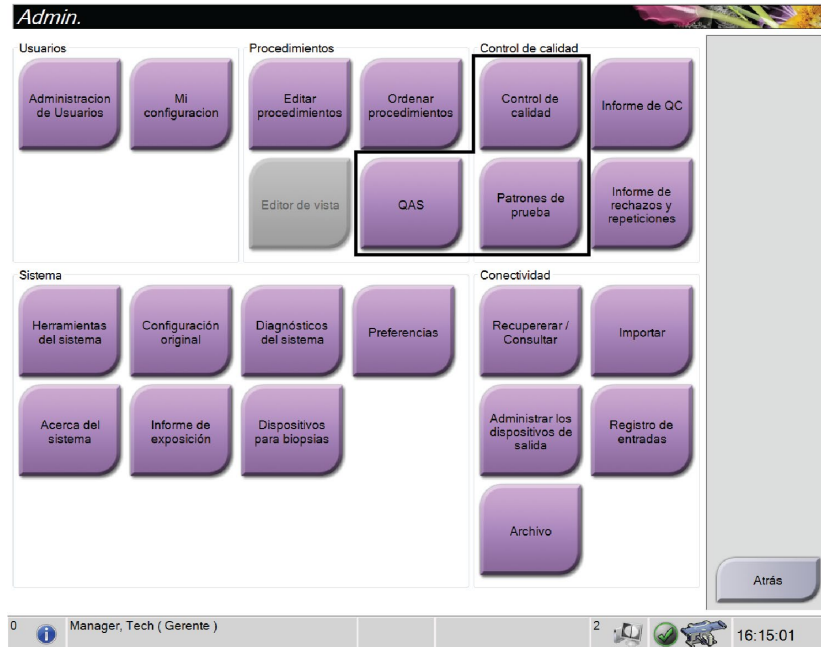 Admin.
Usuarios
Administracion
de Usuarios
Mi
configuracion
Procedimientos
Editar
procedimientos
Ordenar
procedimientos
Editor de vista
QAS
Control de calidad
Control de
calidad
Informe de QC
Patrones de
prueba
Informe de
rechazos y
repeticiones
Sistema
Herramientas
del sistema
Configuración
original
Diagnósticos
del sistema
Preferencias
Acerca del
sistema
Informe de
exposición
Dispositivos
para biopsias
Conectividad
Recupererar /
Consultar
Importar
Administrar los
dispositivos de
salida
Registro de
entradas
Archivo
Atrás
0
Manager, Tech ( Gerente )
2
16:15:01